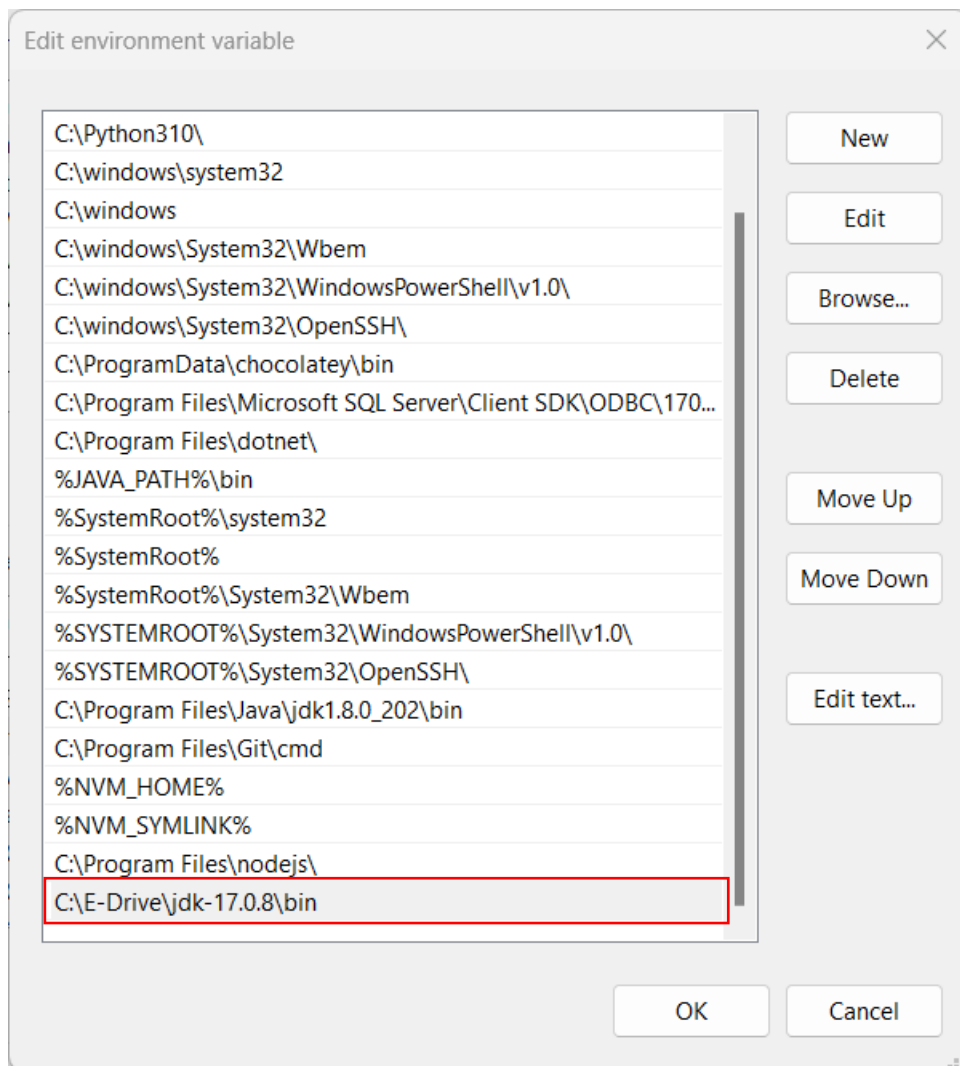 Edit environment variable
C:\Python310\
New
C:\windows\system32
C:\windows
Edit
C:\windows\System32\Wbem
C:\windows\System32\WindowsPowerShell\v1.0\
Browse...
C:\windows\System32\OpenSSH\
C:\ProgramData\chocolatey\bin
Delete
C:\Program Files\Microsoft SQL Server\Client SDK\ODBC\170...
C:\Program Files\dotnet\
%JAVA_PATH%\bin
Move Up
%SystemRoot%\system32
%SystemRoot%
Move Down
%SystemRoot%\System32\Wbem
%SYSTEMROOT%\System32\WindowsPowerShell\v1.0\
%SYSTEMROOT%\System32\OpenSSH\
Edit text...
C:\Program Files\Java\jdk1.8.0_202\bin
C:\Program Files\Git\cmd
%NVM_HOME%
%NVM_SYMLINK%
C:\Program Files\nodejs\
C:\E-Drive\jdk-17.0.8\bin
OK
Cancel